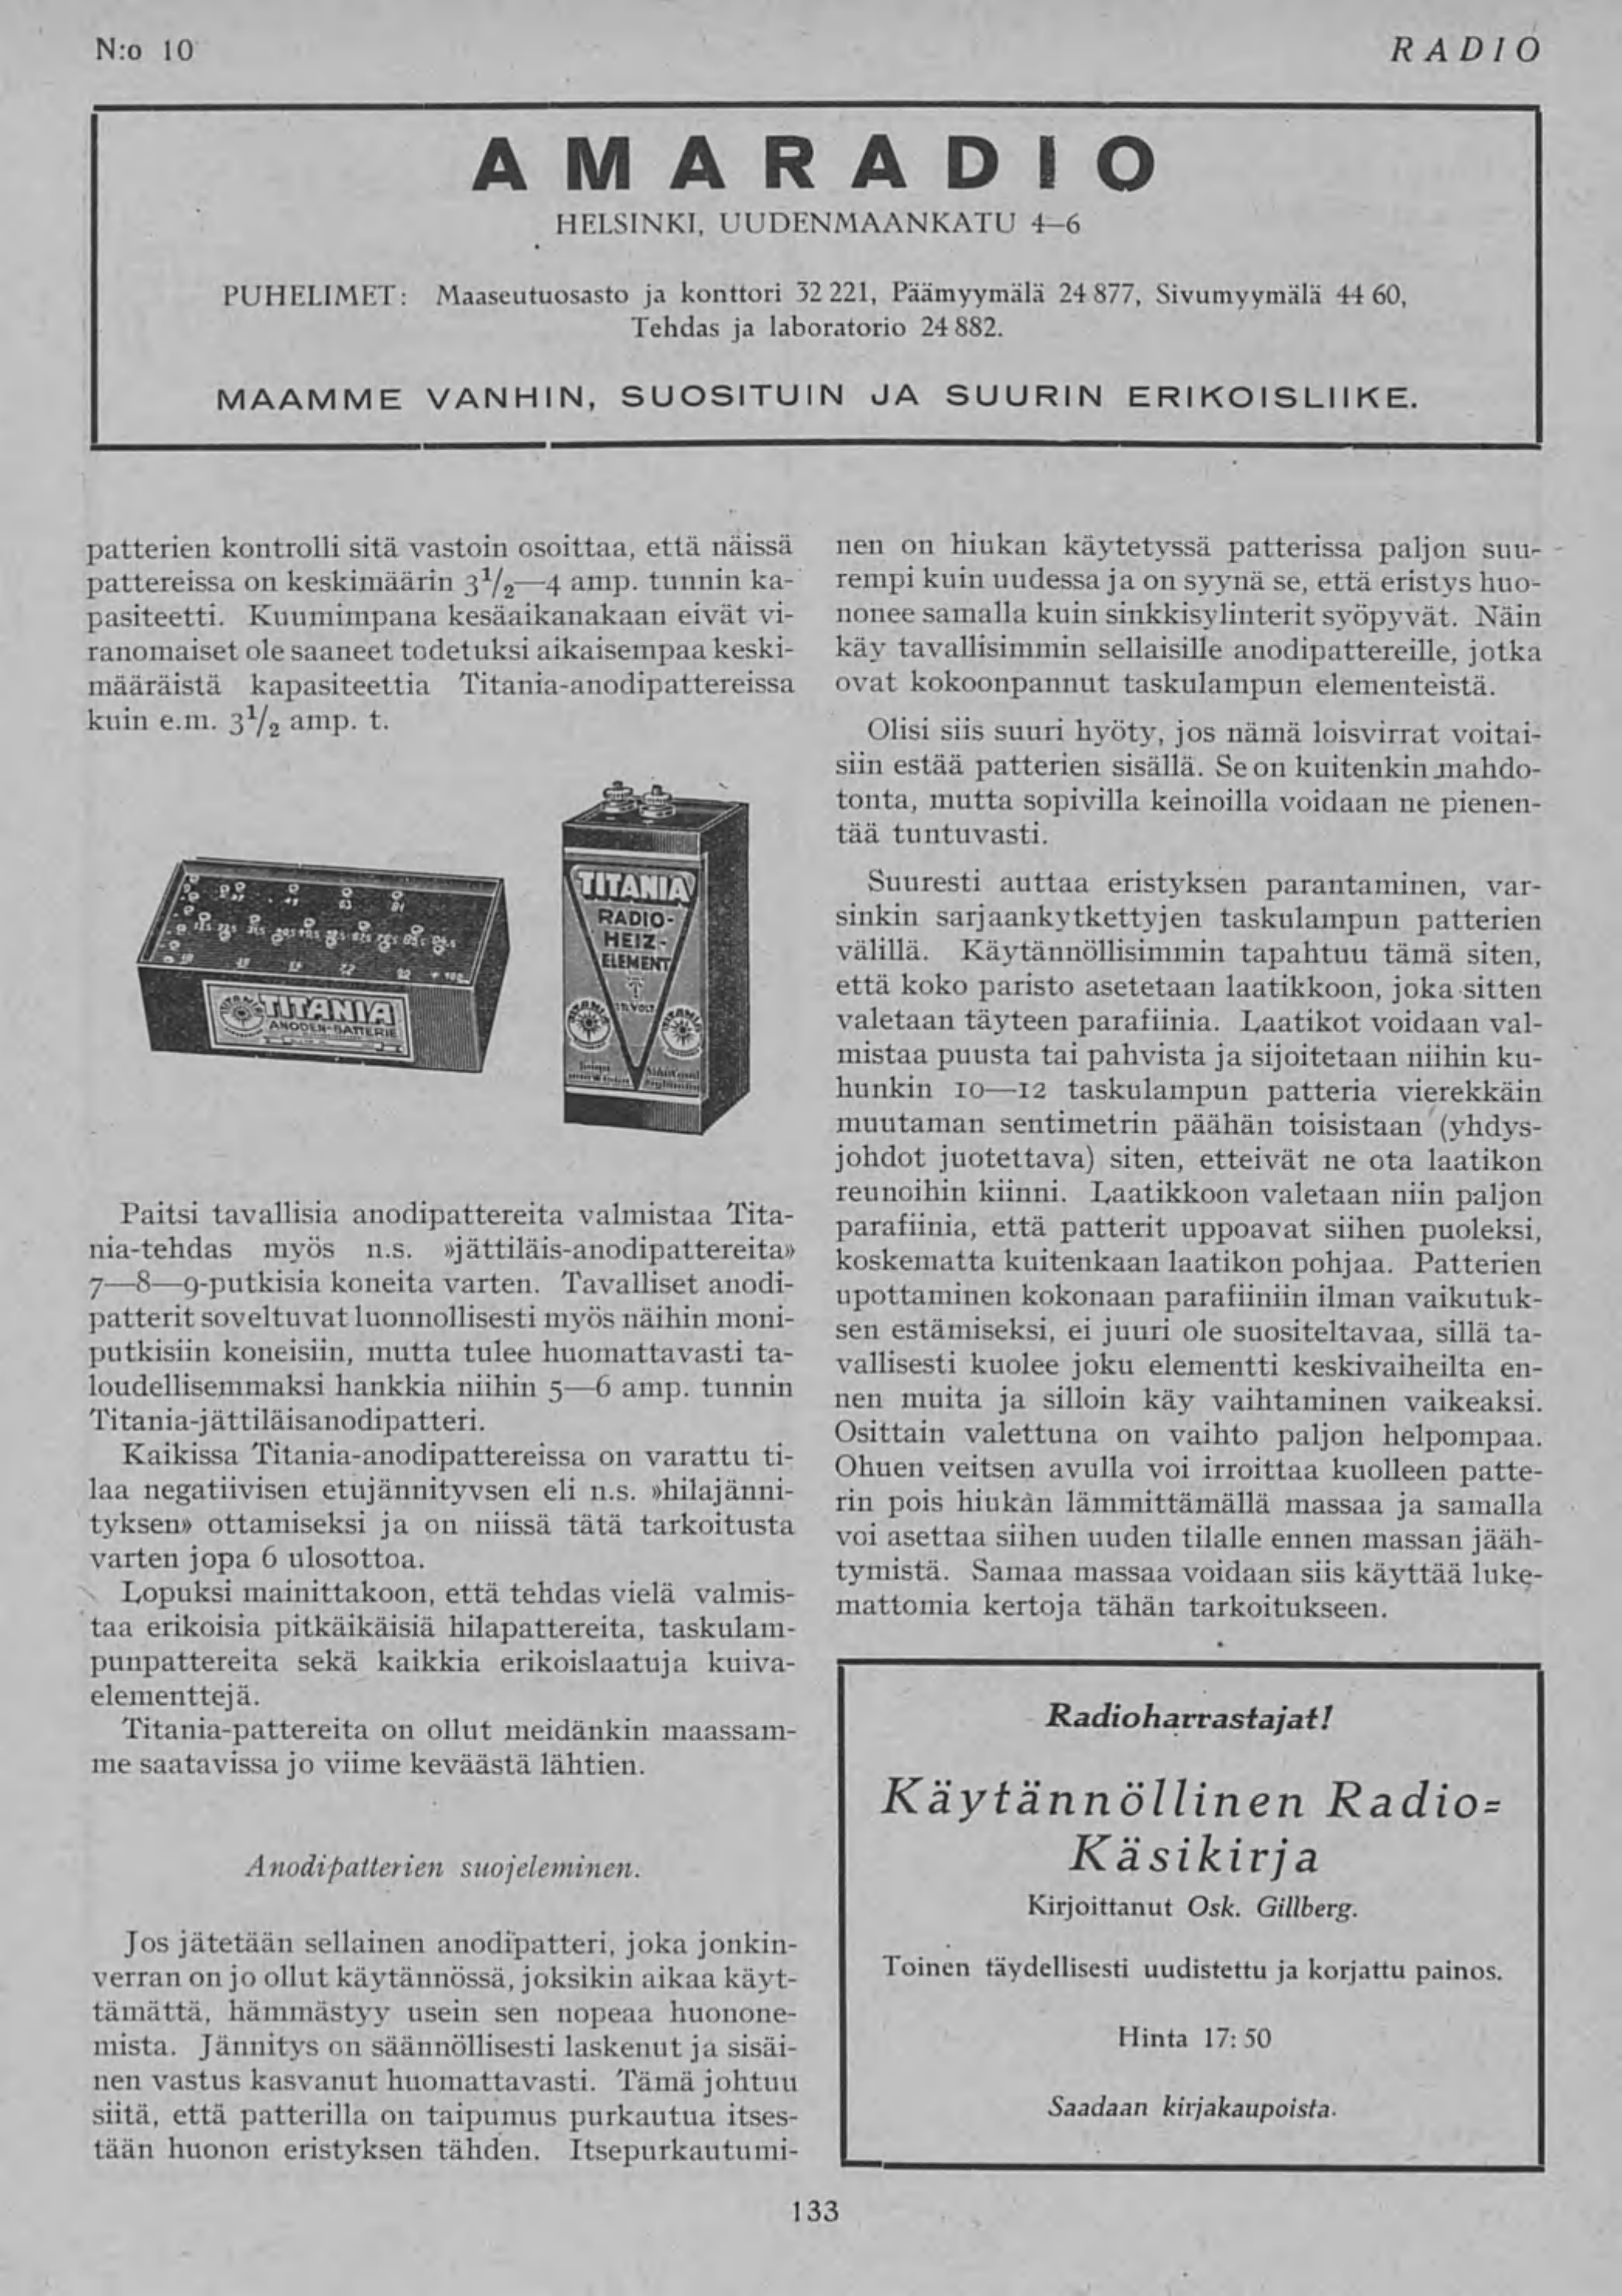 N:o 10
RADIO
AMARADIO
HELSINKI, UUDENMAANKATU 4–6
PUHELIMET: Maaseutuosasto ja konttori 32 221, Päämyymälä 24 877, Sivumyymälä 44 60,
Tehdas ja laboratorio 24 882.
MAAMME VANHIN, SUOSITUIN JA SUURIN ERIKOISLIIKE.
patterien kontrolli sitä vastoin osoittaa, että näissä
pattereissa on keskimäärin 3¹/₂—4 amp. tunnin ka-
pasiteetti. Kuumimpana kesäaikanakaan eivät vi-
ranomaiset ole saaneet todetuksi aikaisempaa keski-
määräistä kapasiteettia Titania-anodipattereissa
kuin e.m. 3¹/₂ amp. t.
TITANIA
ANODEN-BATTERIE
TITANIA
RADIO-
HEIZ-
ELEMENT
Paitsi tavallisia anodipattereita valmistaa Tita-
nia-tehdas myös n.s. »jättiläis-anodipattereita»
7—8—9-putkisia koneita varten. Tavalliset anodi-
patterit soveltuvat luonnollisesti myös näihin moni-
putkisiin koneisiin, mutta tulee huomattavasti ta-
loudellisemmaksi hankkia niihin 5—6 amp. tunnin
Titania-jättiläisanodipatteri.
Kaikissa Titania-anodipattereissa on varattu ti-
laa negatiivisen etujännityvsen eli n.s. »hilajänni-
tyksen» ottamiseksi ja on niissä tätä tarkoitusta
varten jopa 6 ulosottoa.
Lopuksi mainittakoon, että tehdas vielä valmis-
taa erikoisia pitkäikäisiä hilapattereita, taskulam-
punpattereita sekä kaikkia erikoislaatuja kuiva-
elementtejä.
Titania-pattereita on ollut meidänkin maassam-
me saatavissa jo viime keväästä lähtien.
Anodipatterien suojeleminen.
Jos jätetään sellainen anodipatteri, joka jonkin-
verran on jo ollut käytännössä, joksikin aikaa käyt-
tämättä, hämmästyy usein sen nopeaa huonone-
mista. Jännitys on säännöllisesti laskenut ja sisäi-
nen vastus kasvanut huomattavasti. Tämä johtuu
siitä, että patterilla on taipumus purkautua itses-
tään huonon eristyksen tähden. Itsepurkautumi-
nen on hiukan käytetyssä patterissa paljon suu-
rempi kuin uudessa ja on syynä se, että eristys huo-
nonee samalla kuin sinkkisylinterit syöpyvät. Näin
käy tavallisimmin sellaisille anodipattereille, jotka
ovat kokoonpannut taskulampun elementeistä.
Olisi siis suuri hyöty, jos nämä loisvirrat voitai-
siin estää patterien sisällä. Se on kuitenkin mahdo-
tonta, mutta sopivilla keinoilla voidaan ne pienen-
tää tuntuvasti.
Suuresti auttaa eristyksen parantaminen, var-
sinkin sarjaankytkettyjen taskulampun patterien
välillä. Käytännöllisimmin tapahtuu tämä siten,
että koko paristo asetetaan laatikkoon, joka sitten
valetaan täyteen parafiinia. Laatikot voidaan val-
mistaa puusta tai pahvista ja sijoitetaan niihin ku-
hunkin 10—12 taskulampun patteria vierekkäin
muutaman sentimetrin päähän toisistaan (yhdys-
johdot juotettava) siten, etteivät ne ota laatikon
reunoihin kiinni. Laatikkoon valetaan niin paljon
parafiinia, että patterit uppoavat siihen puoleksi,
koskematta kuitenkaan laatikon pohjaa. Patterien
upottaminen kokonaan parafiiniin ilman vaikutuk-
sen estämiseksi, ei juuri ole suositeltavaa, sillä ta-
vallisesti kuolee joku elementti keskivaiheilta en-
nen muita ja silloin käy vaihtaminen vaikeaksi.
Osittain valettuna on vaihto paljon helpompaa.
Ohuen veitsen avulla voi irroittaa kuolleen patte-
rin pois hiukan lämmittämällä massaa ja samalla
voi asettaa siihen uuden tilalle ennen massan jääh-
tymistä. Samaa massaa voidaan siis käyttää luke-
mattomia kertoja tähän tarkoitukseen.
Radioharrastajat!
Käytännöllinen Radio=
Käsikirja
Kirjoittanut Osk. Gillberg.
Toinen täydellisesti uudistettu ja korjattu painos.
Hinta 17: 50
Saadaan kirjakaupoista.
133